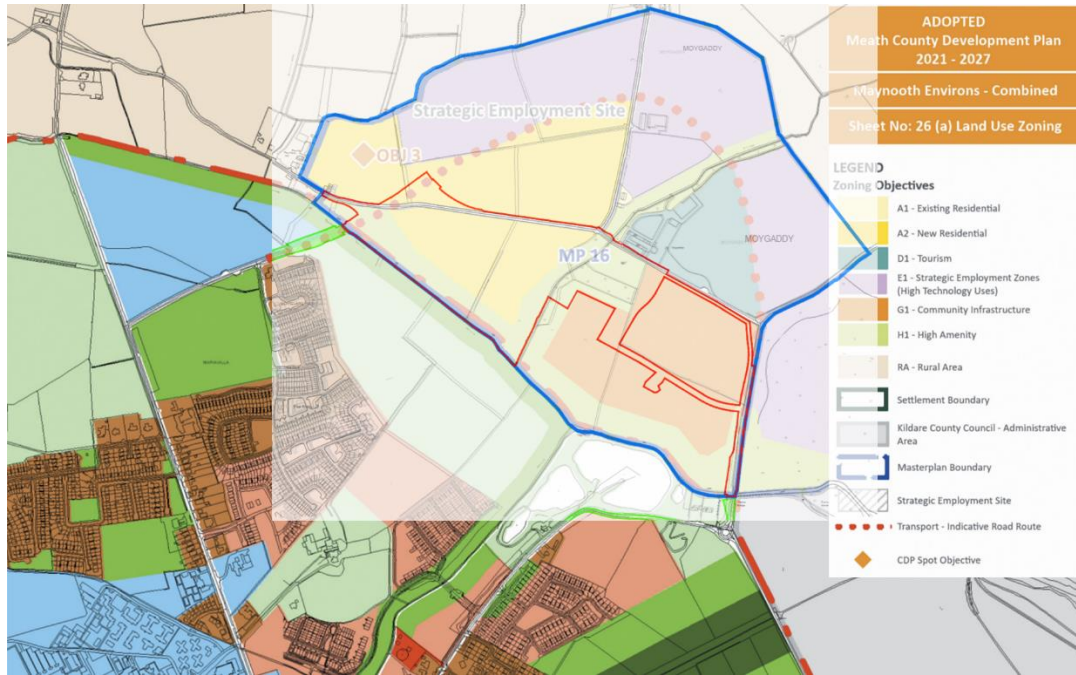 ADOPTED
Meath County Development Plan
2021 - 2027
Maynooth Environs - Combined
Sheet No: 26 (a) Land Use Zoning
LEGEND
Zoning Objectives
A1 - Existing Residential
A2 - New Residential
D1 - Tourism
E1 - Strategic Employment Zones
(High Technology Uses)
G1 - Community Infrastructure
H1 - High Amenity
RA - Rural Area
Settlement Boundary
Kildare County Council - Administrative
Area
Masterplan Boundary
Strategic Employment Site
Transport - Indicative Road Route
CDP Spot Objective
MOYGADDY
Strategic Employment Site
OBJ 3
MOYGADDY
MP 16